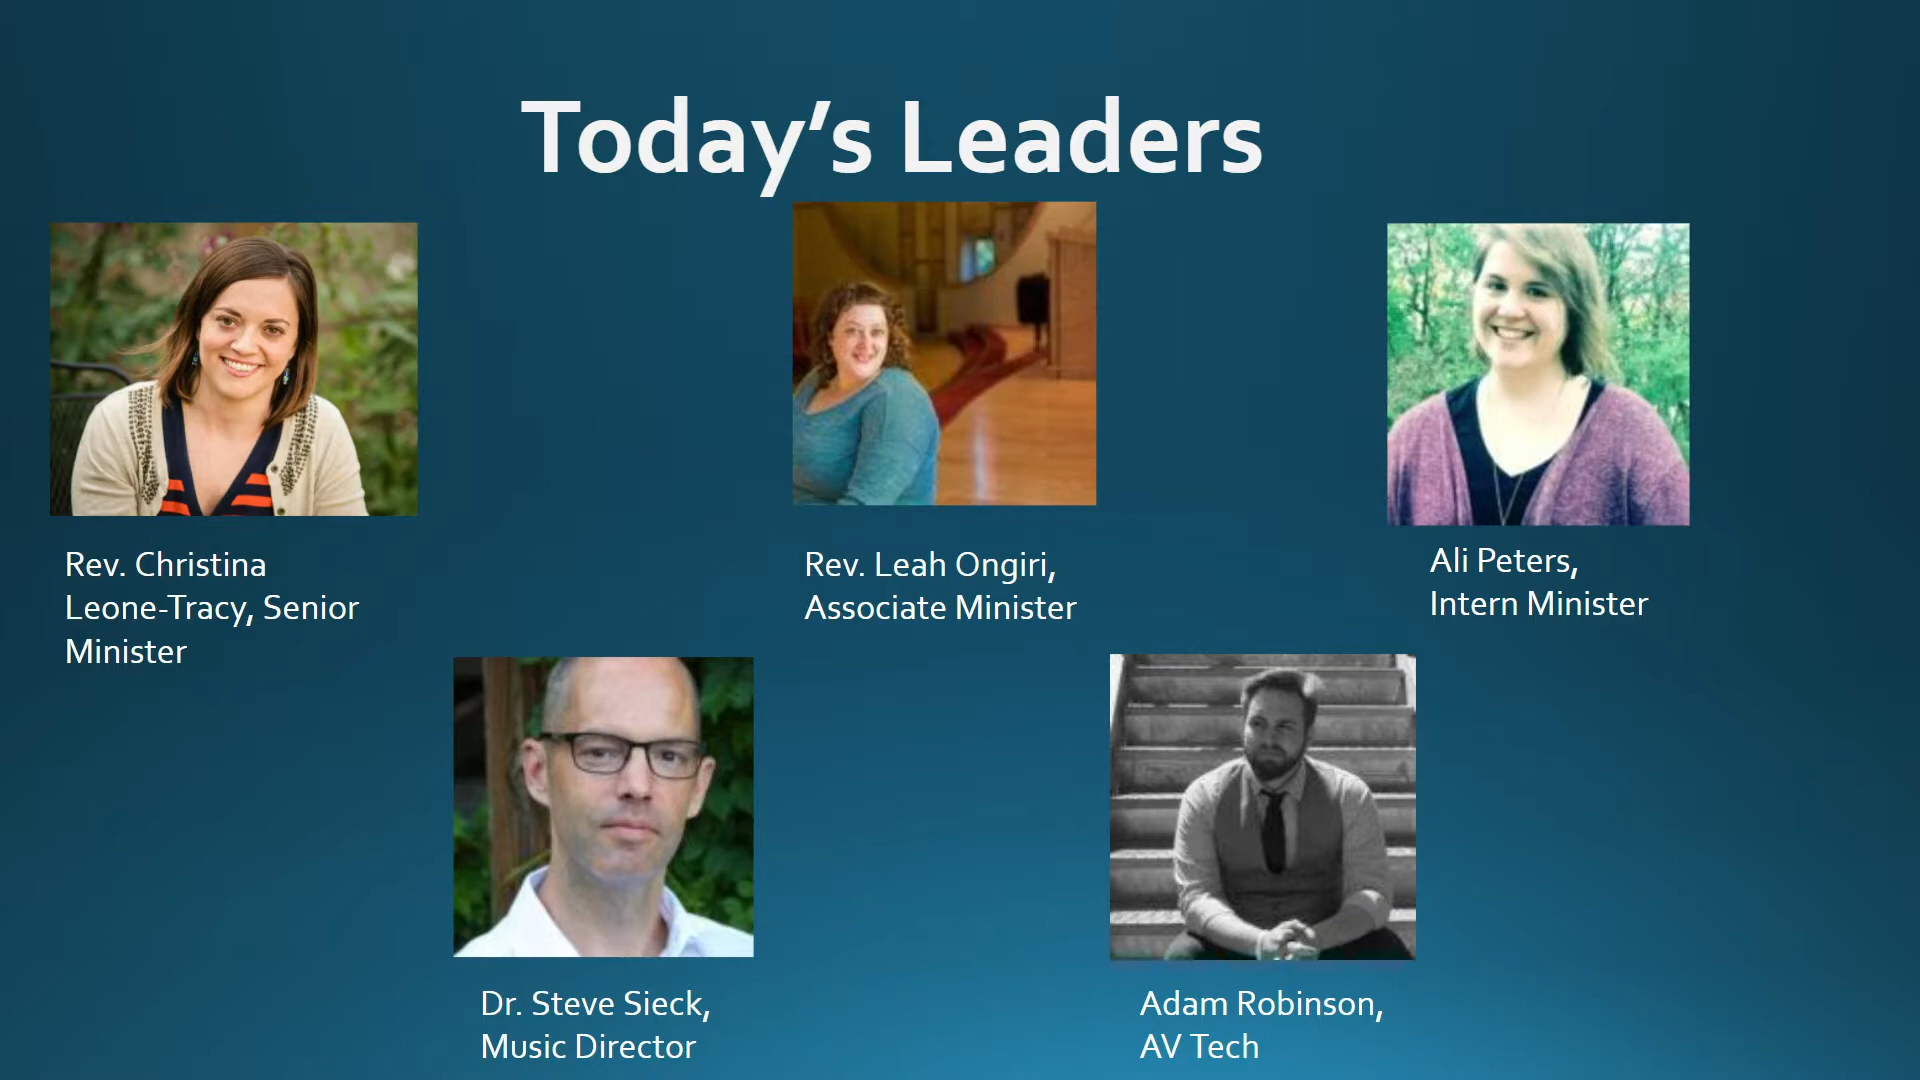 Today's Leaders
Rev. Christina
Leone-Tracy, Senior
Minister
Rev. Leah Ongiri,
Associate Minister
Ali Peters,
Intern Minister
Dr. Steve Sieck,
Music Director
Adam Robinson,
AV Tech